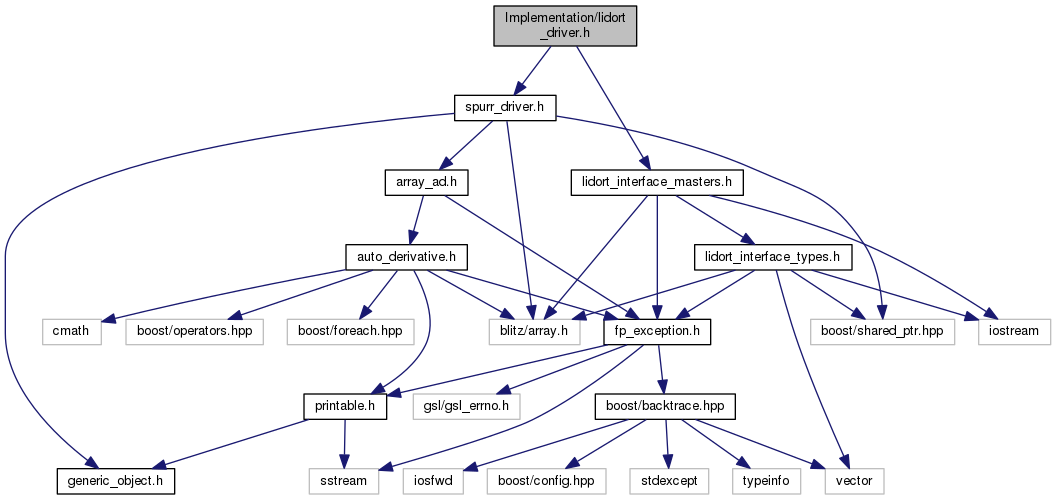 Implementation/lidort
_driver.h
spurr_driver.h
array_ad.h
lidort_interface_masters.h
auto_derivative.h
lidort_interface_types.h
cmath
boost/operators.hpp
boost/foreach.hpp
blitz/array.h
fp_exception.h
boost/shared_ptr.hpp
iostream
printable.h
gsl/gsl_errno.h
boost/backtrace.hpp
generic_object.h
sstream
iosfwd
boost/config.hpp
stdexcept
typeinfo
vector